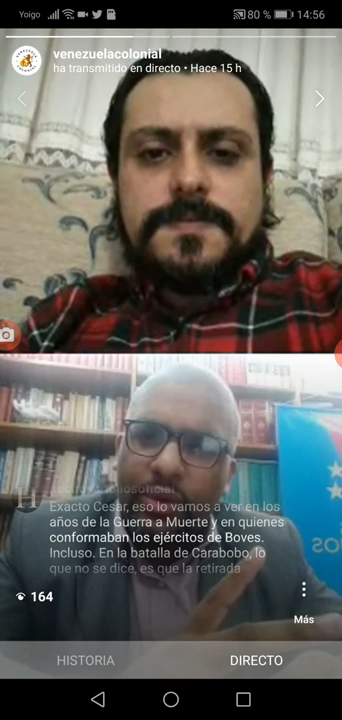 Yoigo
80 %
14:56
venezuelacolonial
ha transmitido en directo • Hace 15 h
Exacto Cesar, eso lo vamos a ver en los
años de la Guerra a Muerte y en quienes
conformaban los ejércitos de Boves.
Incluso. En la batalla de Carabobo, lo
que no se dice, es que la retirada
164
Más
HISTORIA
DIRECTO